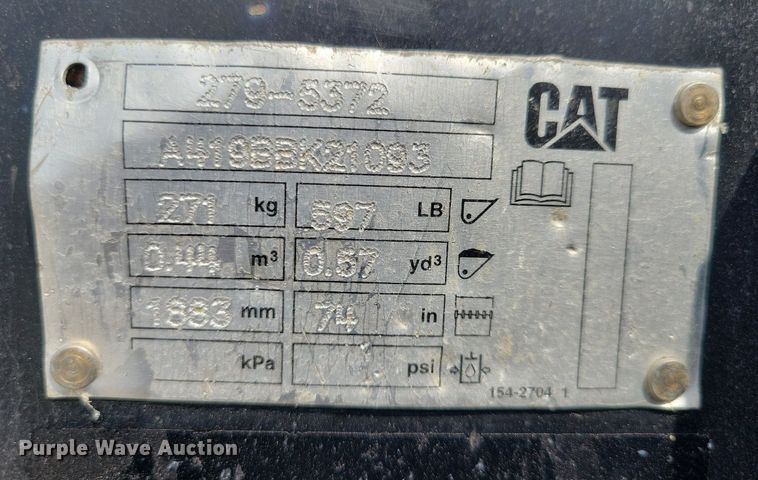 279-5372
CAT
A419BBK21093
271 kg 597 LB
0.44 m³ 0.57 yd³
1883 mm 74 in
kPa psi
154-2704 1
Purple Wave Auction